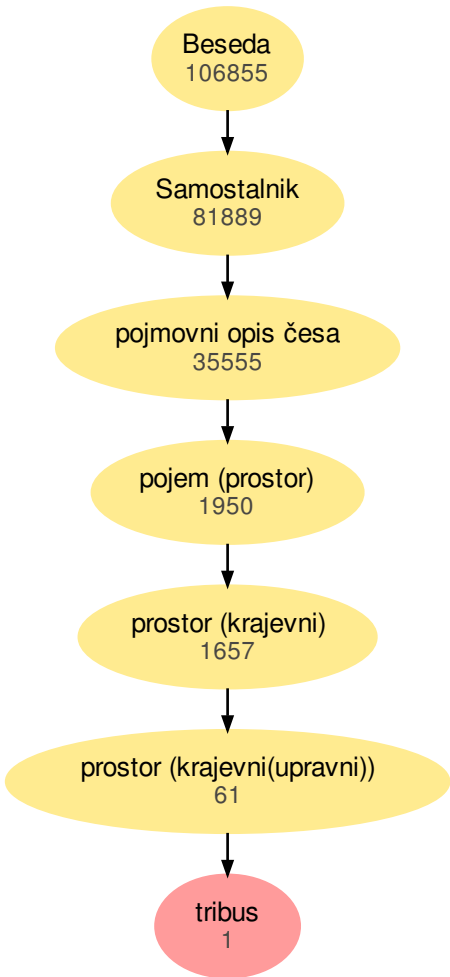 Beseda
106855
Samostalnik
81889
pojmovni opis česa
35555
pojem (prostor)
1950
prostor (krajevni)
1657
prostor (krajevni(upravni))
61
tribus
1